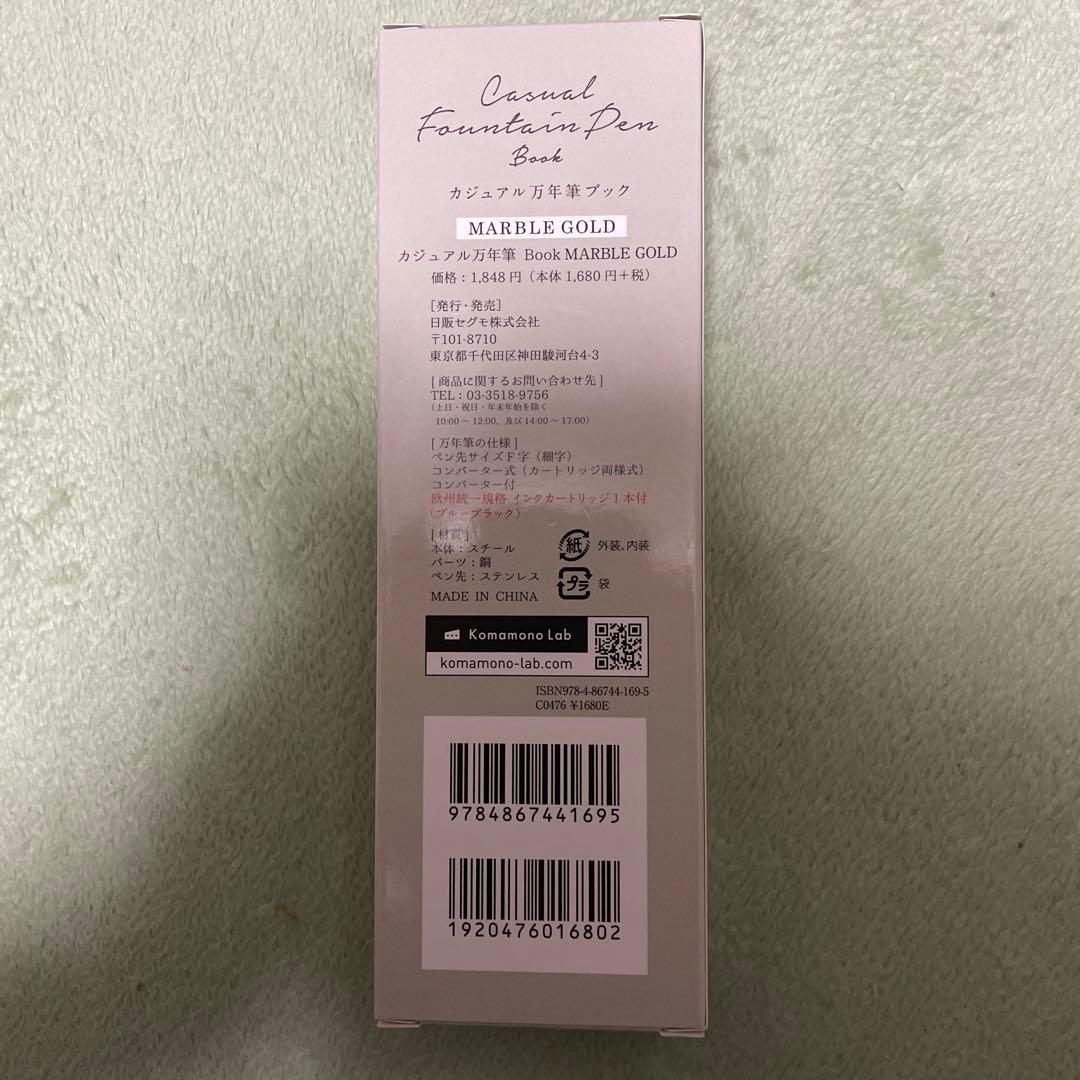 Casual
Fountain Pen
Book
カジュアル万年筆ブック
MARBLE GOLD
カジュアル万年筆 Book MARBLE GOLD
価格：1,848円（本体1,680円＋税）
［発行・発売］
日販セグモ株式会社
〒101-8710
東京都千代田区神田駿河台4-3
［商品に関するお問い合わせ先］
TEL：03-3518-9756
（土日・祝日・年末年始を除く
10:00～12:00、及び14:00～17:00）
［万年筆の仕様］
ペン先サイズF字（細字）
コンバーター式（カートリッジ両様式）
コンバーター付
欧州統一規格 インクカートリッジ1本付
（ブルーブラック）
［材質］
本体：スチール
パーツ：銅
ペン先：ステンレス
MADE IN CHINA
紙 外装、内装
プラ 袋
Komamono Lab
komamono-lab.com
ISBN978-4-86744-169-5
C0476 ¥1680E
9784867441695
1920476016802